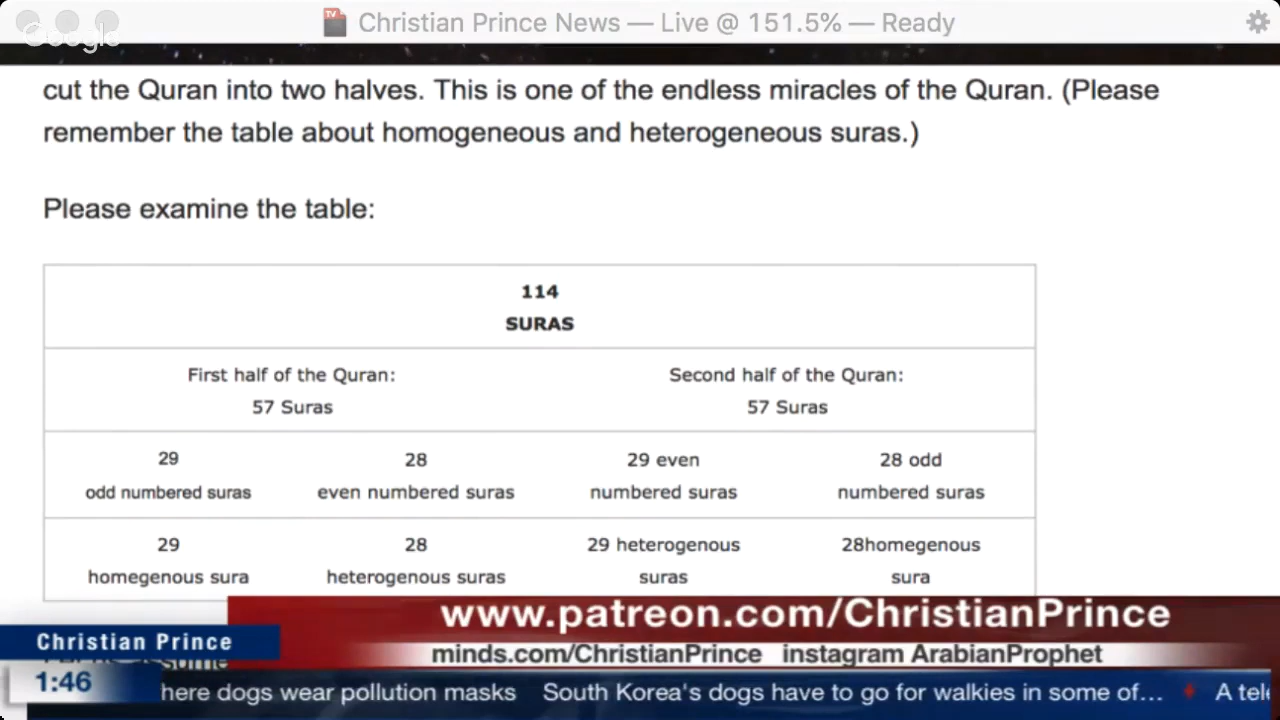 Christian Prince News — Live @ 151.5% — Ready
Google
cut the Quran into two halves. This is one of the endless miracles of the Quran. (Please
remember the table about homogeneous and heterogeneous suras.)
Please examine the table:
114
SURAS
First half of the Quran:
57 Suras
Second half of the Quran:
57 Suras
29
odd numbered suras
28
even numbered suras
29 even
numbered suras
28 odd
numbered suras
29
homegenous sura
28
heterogenous suras
29 heterogenous
suras
28homegenous
sura
www.patreon.com/ChristianPrince
Christian Prince
minds.com/ChristianPrince instagram ArabianProphet
1:46
here dogs wear pollution masks South Korea's dogs have to go for walkies in some of... A tel